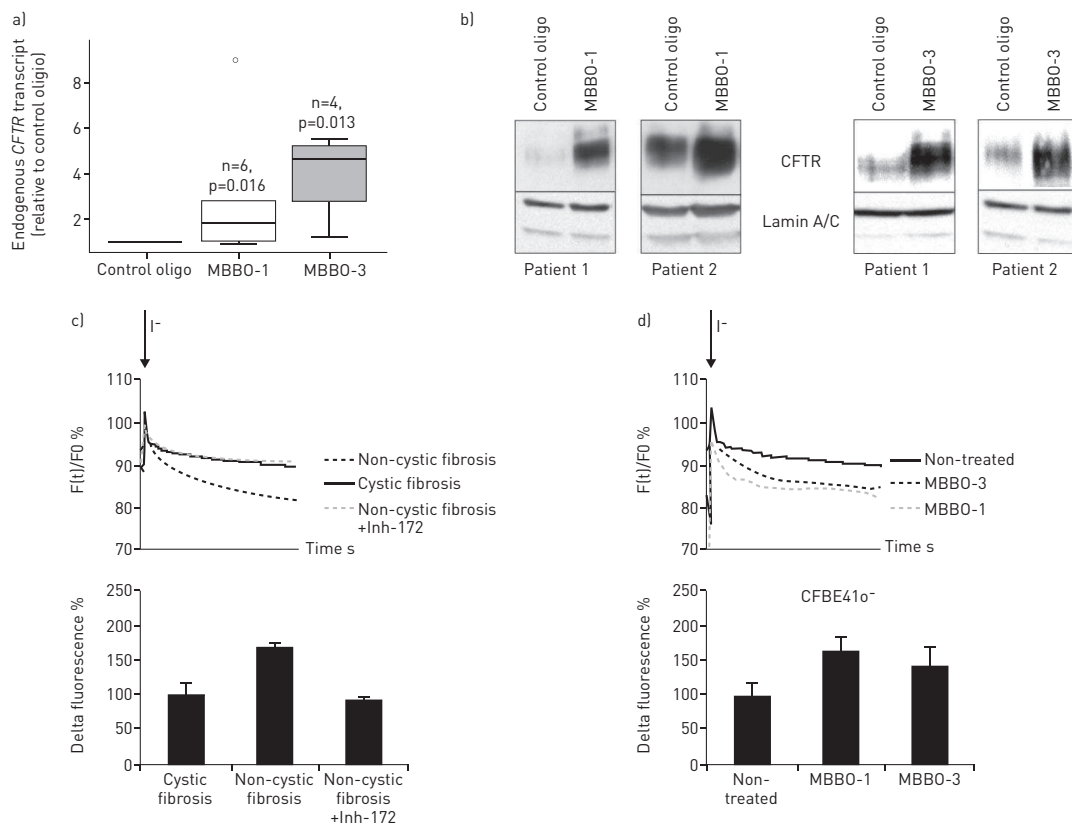 a)
Endogenous CFTR transcript
(relative to control oligio)
8
6
4
2
n=6,
p=0.016
n=4,
p=0.013
Control oligo
MBBO-1
MBBO-3
b)
Control oligo
MBBO-1
Control oligo
MBBO-1
Control oligo
MBBO-3
Control oligo
MBBO-3
CFTR
Lamin A/C
Patient 1
Patient 2
Patient 1
Patient 2
c)
I-
F(t)/F0 %
110
100
90
80
70
Time s
Non-cystic fibrosis
Cystic fibrosis
Non-cystic fibrosis
+Inh-172
Delta fluorescence %
250
200
150
100
50
0
Cystic
fibrosis
Non-cystic
fibrosis
Non-cystic
fibrosis
+Inh-172
d)
I-
F(t)/F0 %
110
100
90
80
70
Time s
Non-treated
MBBO-3
MBBO-1
CFBE41o-
Delta fluorescence %
250
200
150
100
50
0
Non-
treated
MBBO-1
MBBO-3